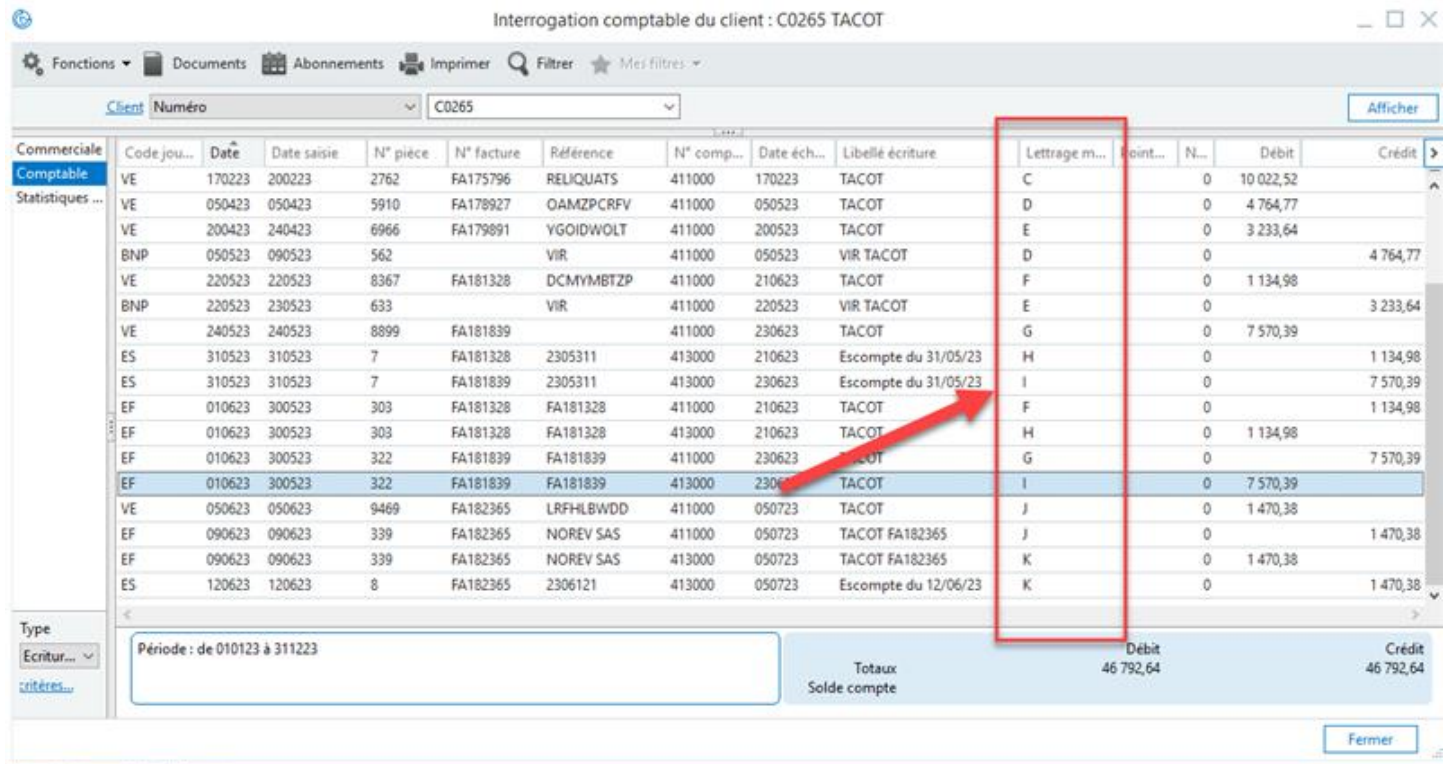 Interrogation comptable du client : C0265 TACOT
Fonctions Documents Abonnements Imprimer Filtrer Mes filtres
Client Numéro C0265 Afficher
Commerciale
Comptable
Statistiques ...
Code jou... Date Date saisie N° pièce N° facture Référence N° comp... Date éch... Libellé écriture Lettrage m... Point... N... Débit Crédit
VE 170223 200223 2762 FA175796 RELIQUATS 411000 170223 TACOT C 0 10 022,52
VE 050423 050423 5910 FA178927 OAMZPCRFV 411000 050523 TACOT D 0 4 764,77
VE 200423 240423 6966 FA179891 YGOIDWOLT 411000 200523 TACOT E 0 3 233,64
BNP 050523 090523 562 VIR 411000 050523 VIR TACOT D 0 4 764,77
VE 220523 220523 8367 FA181328 DCMYMBTZP 411000 210623 TACOT F 0 1 134,98
BNP 220523 230523 633 VIR 411000 220523 VIR TACOT E 0 3 233,64
VE 240523 240523 8899 FA181839 411000 230623 TACOT G 0 7 570,39
ES 310523 310523 7 FA181328 2305311 413000 210623 Escompte du 31/05/23 H 0 1 134,98
ES 310523 310523 7 FA181839 2305311 413000 230623 Escompte du 31/05/23 I 0 7 570,39
EF 010623 300523 303 FA181328 FA181328 411000 210623 TACOT F 0 1 134,98
EF 010623 300523 303 FA181328 FA181328 413000 210623 TACOT H 0 1 134,98
EF 010623 300523 322 FA181839 FA181839 411000 230623 TACOT G 0 7 570,39
EF 010623 300523 322 FA181839 FA181839 413000 TACOT I 0 7 570,39
VE 050623 050623 9469 FA182365 LRFHLBWDD 411000 050723 TACOT J 0 1 470,38
EF 090623 090623 339 FA182365 NOREV SAS 411000 050723 TACOT FA182365 J 0 1 470,38
EF 090623 090623 339 FA182365 NOREV SAS 413000 050723 TACOT FA182365 K 0 1 470,38
ES 120623 120623 8 FA182365 2306121 413000 050723 Escompte du 12/06/23 K 0 1 470,38
Type
Ecritur...
critères...
Période : de 010123 à 311223
Débit Crédit
Totaux 46 792,64 46 792,64
Solde compte
Fermer